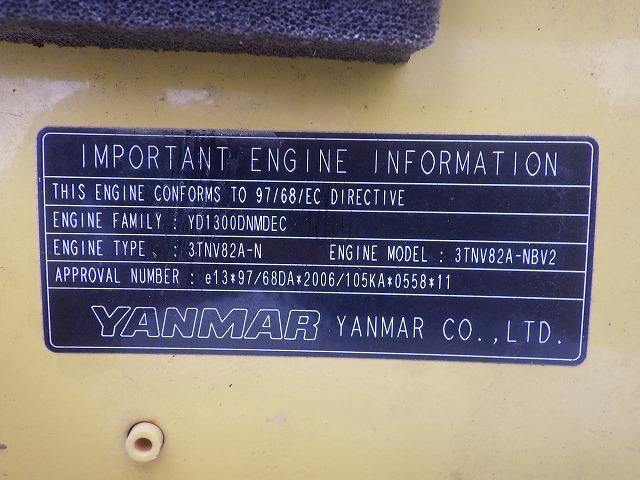 IMPORTANT ENGINE INFORMATION
THIS ENGINE CONFORMS TO 97/68/EC DIRECTIVE
ENGINE FAMILY : YD1300DNMDEC
ENGINE TYPE : 3TNV82A-N ENGINE MODEL : 3TNV82A-NBV2
APPROVAL NUMBER : e13*97/68DA*2006/105KA*0558*11
YANMAR YANMAR CO.,LTD.